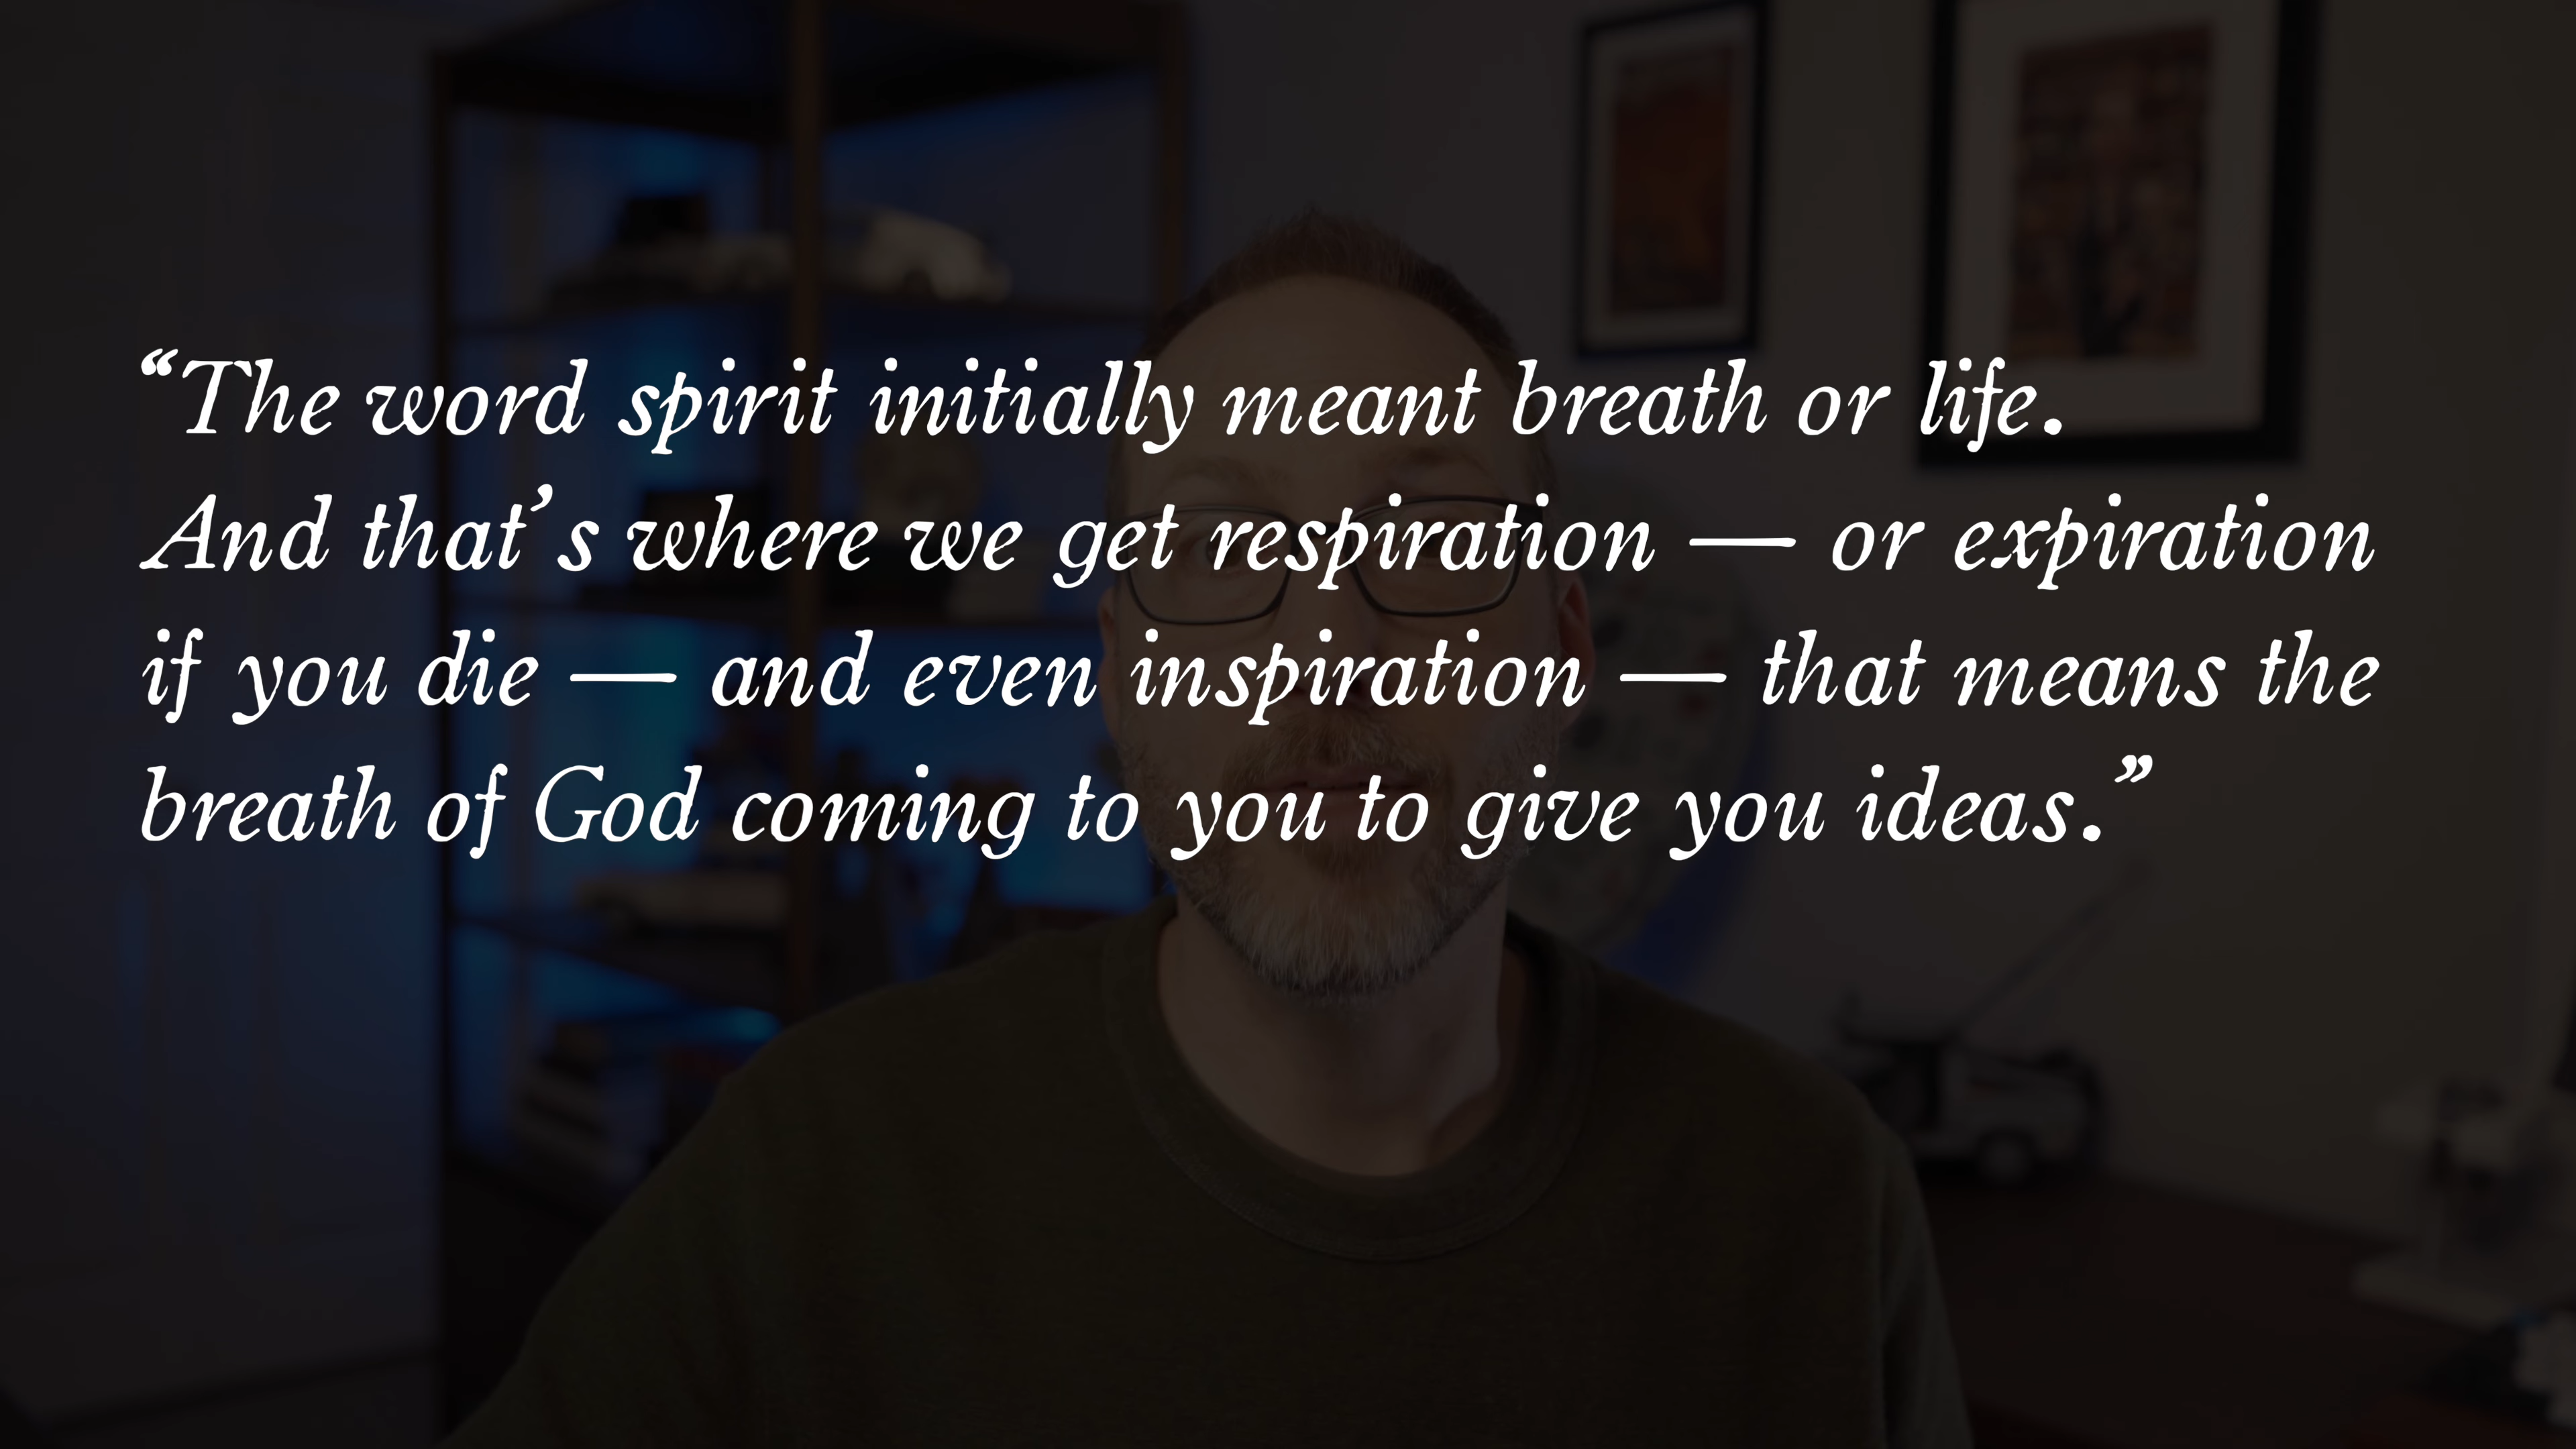 “The word spirit initially meant breath or life.
And that’s where we get respiration — or expiration
if you die — and even inspiration — that means the
breath of God coming to you to give you ideas.”